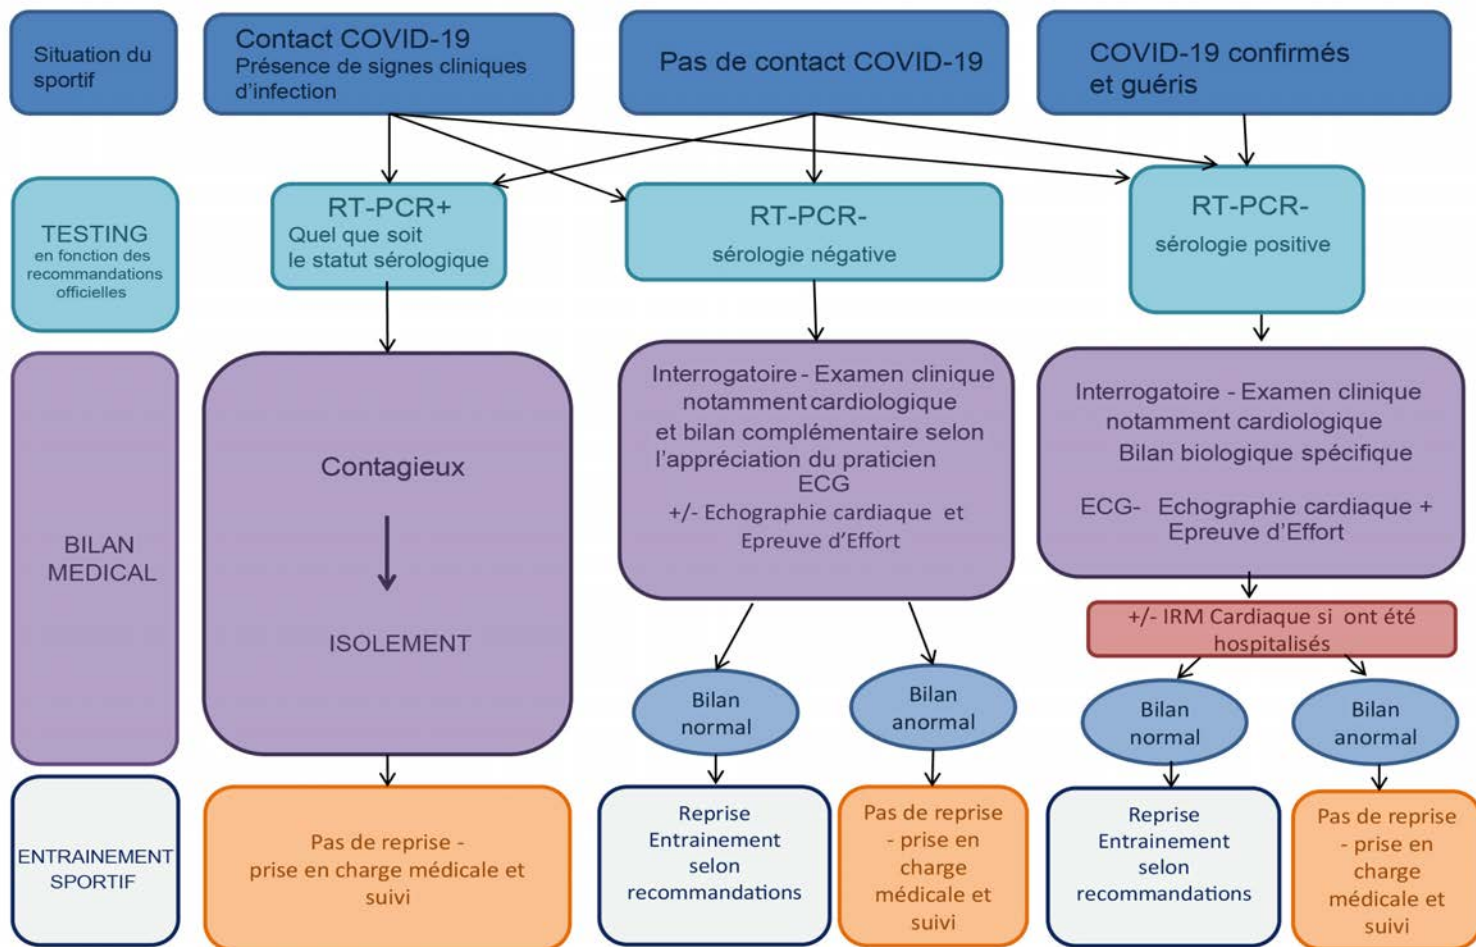 Situation du
sportif
Contact COVID-19
Présence de signes cliniques
d’infection
Pas de contact COVID-19
COVID-19 confirmés
et guéris
TESTING
en fonction des
recommandations
officielles
RT-PCR+
Quel que soit
le statut sérologique
RT-PCR-
sérologie négative
RT-PCR-
sérologie positive
BILAN
MEDICAL
Contagieux
ISOLEMENT
Interrogatoire - Examen clinique
notamment cardiologique
et bilan complémentaire selon
l’appréciation du praticien
ECG
+/- Echographie cardiaque et
Epreuve d’Effort
Interrogatoire - Examen clinique
notamment cardiologique
Bilan biologique spécifique
ECG- Echographie cardiaque +
Epreuve d’Effort
+/- IRM Cardiaque si ont été
hospitalisés
Bilan
normal
Bilan
anormal
Bilan
normal
Bilan
anormal
ENTRAINEMENT
SPORTIF
Pas de reprise -
prise en charge médicale et
suivi
Reprise
Entrainement
selon
recommandations
Pas de reprise
- prise en
charge
médicale et
suivi
Reprise
Entrainement
selon
recommandations
Pas de reprise
- prise en
charge
médicale et
suivi